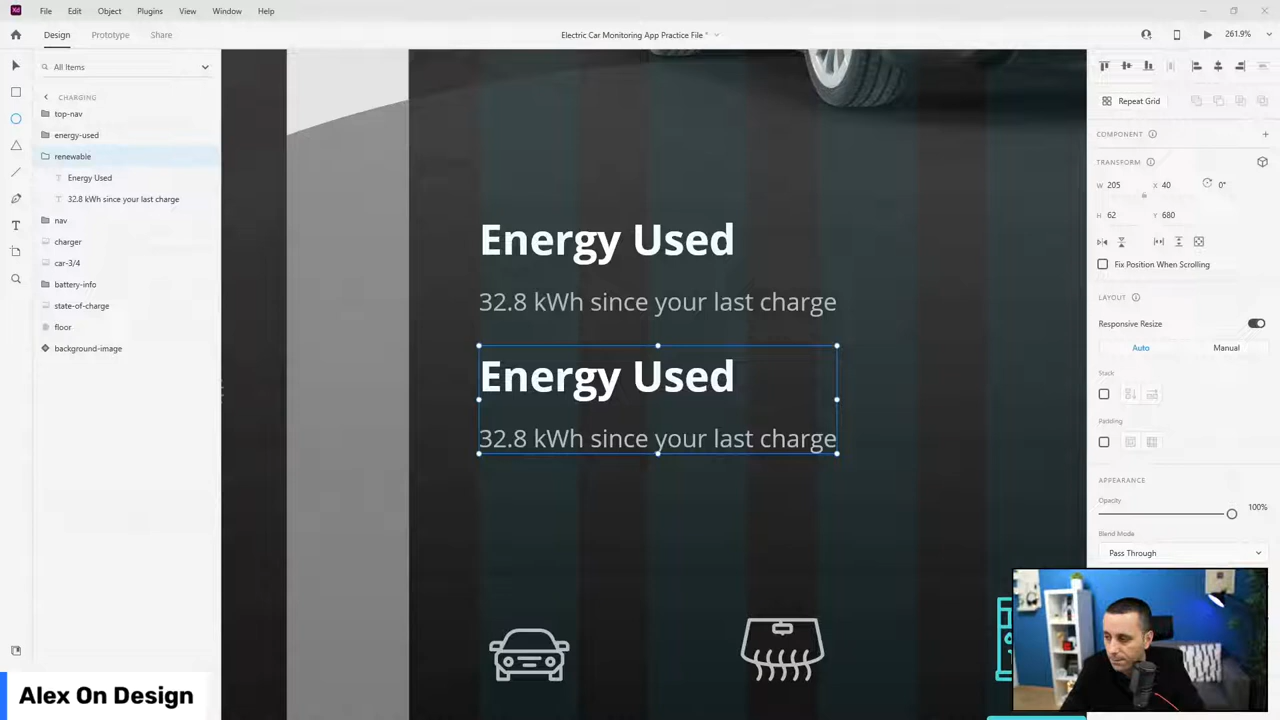 File Edit Object Plugins View Window Help
Design Prototype Share
Electric Car Monitoring App Practice File *
261.9%
All Items
CHARGING
top-nav
energy-used
renewable
Energy Used
32.8 kWh since your last charge
nav
charger
car-3/4
battery-info
state-of-charge
floor
background-image
Energy Used
32.8 kWh since your last charge
Energy Used
32.8 kWh since your last charge
Repeat Grid
COMPONENT
TRANSFORM
W 205 X 40 0°
H 62 Y 680
Fix Position When Scrolling
LAYOUT
Responsive Resize
Auto Manual
Stack
Padding
APPEARANCE
Opacity
100%
Blend Mode
Pass Through
Alex On Design